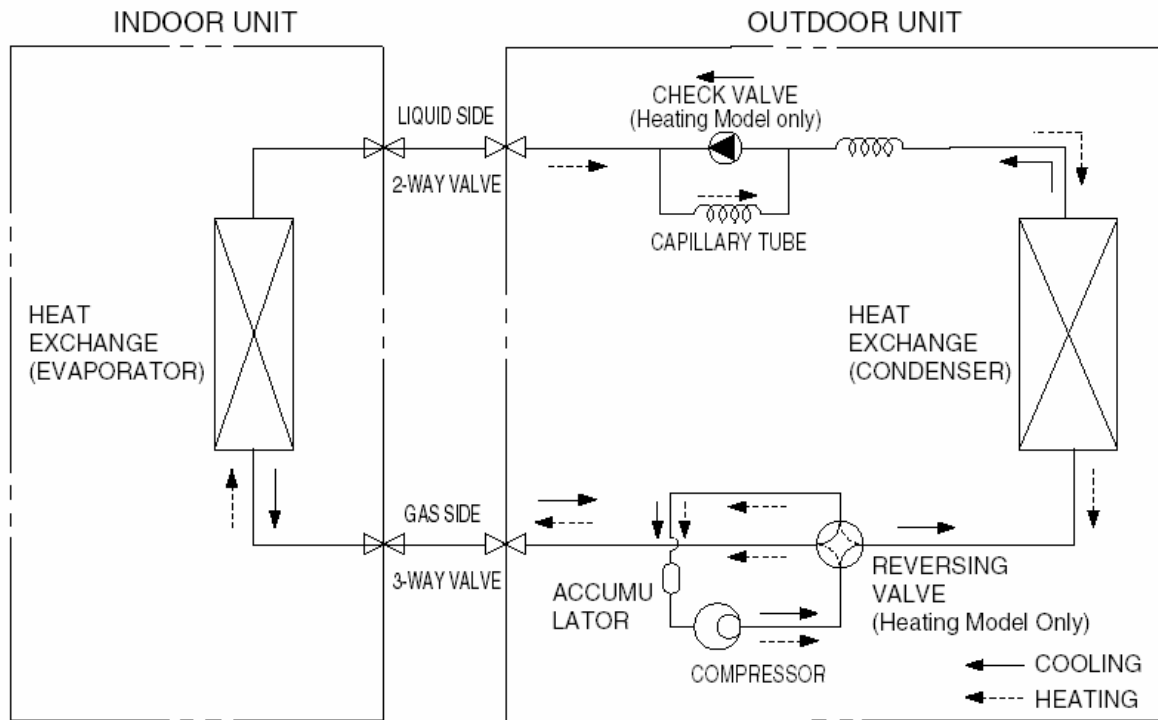 INDOOR UNIT
OUTDOOR UNIT
LIQUID SIDE
2-WAY VALVE
CHECK VALVE
(Heating Model only)
CAPILLARY TUBE
HEAT
EXCHANGE
(EVAPORATOR)
HEAT
EXCHANGE
(CONDENSER)
GAS SIDE
3-WAY VALVE
ACCUMU
LATOR
COMPRESSOR
REVERSING
VALVE
(Heating Model Only)
COOLING
HEATING